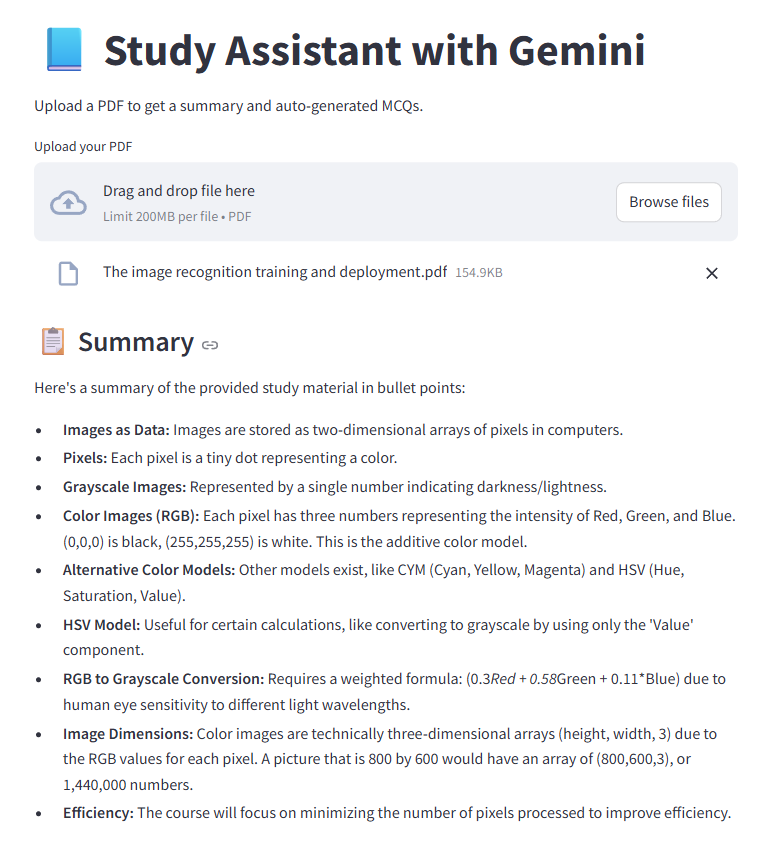 Study Assistant with Gemini
Upload a PDF to get a summary and auto-generated MCQs.
Upload your PDF
Drag and drop file here
Limit 200MB per file • PDF
Browse files
The image recognition training and deployment.pdf 154.9KB
Summary
Here's a summary of the provided study material in bullet points:
• Images as Data: Images are stored as two-dimensional arrays of pixels in computers.
• Pixels: Each pixel is a tiny dot representing a color.
• Grayscale Images: Represented by a single number indicating darkness/lightness.
• Color Images (RGB): Each pixel has three numbers representing the intensity of Red, Green, and Blue.
(0,0,0) is black, (255,255,255) is white. This is the additive color model.
• Alternative Color Models: Other models exist, like CYM (Cyan, Yellow, Magenta) and HSV (Hue,
Saturation, Value).
• HSV Model: Useful for certain calculations, like converting to grayscale by using only the 'Value'
component.
• RGB to Grayscale Conversion: Requires a weighted formula: (0.3Red + 0.58Green + 0.11*Blue) due to
human eye sensitivity to different light wavelengths.
• Image Dimensions: Color images are technically three-dimensional arrays (height, width, 3) due to
the RGB values for each pixel. A picture that is 800 by 600 would have an array of (800,600,3), or
1,440,000 numbers.
• Efficiency: The course will focus on minimizing the number of pixels processed to improve efficiency.